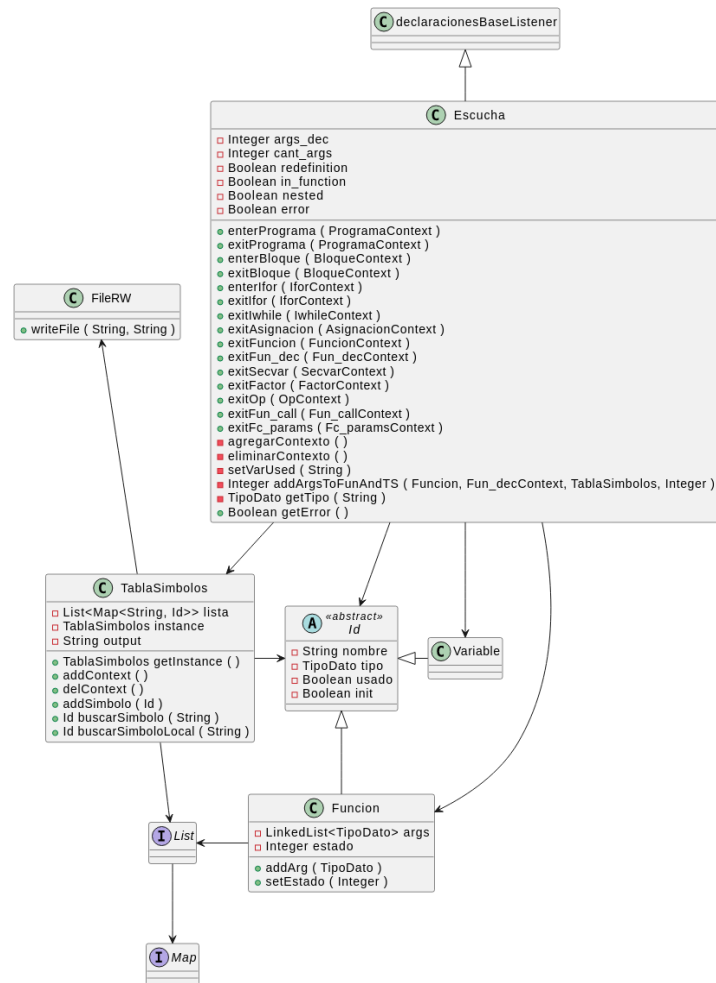 C declaracionesBaseListener
C Escucha
Integer args_dec
Integer cant_args
Boolean redefinition
Boolean in_function
Boolean nested
Boolean error
enterPrograma ( ProgramaContext )
exitPrograma ( ProgramaContext )
enterBloque ( BloqueContext )
exitBloque ( BloqueContext )
enterIfor ( IforContext )
exitIfor ( IforContext )
exitIwhile ( IwhileContext )
exitAsignacion ( AsignacionContext )
exitFuncion ( FuncionContext )
exitFun_dec ( Fun_decContext )
exitSecvar ( SecvarContext )
exitFactor ( FactorContext )
exitOp ( OpContext )
exitFun_call ( Fun_callContext )
exitFc_params ( Fc_paramsContext )
agregarContexto ( )
eliminarContexto ( )
setVarUsed ( String )
Integer addArgsToFunAndTS ( Funcion, Fun_decContext, TablaSimbolos, Integer )
TipoDato getTipo ( String )
Boolean getError ( )
C FileRW
writeFile ( String, String )
C TablaSimbolos
List<Map<String, Id>> lista
TablaSimbolos instance
String output
TablaSimbolos getInstance ( )
addContext ( )
delContext ( )
addSimbolo ( Id )
Id buscarSimbolo ( String )
Id buscarSimboloLocal ( String )
A «abstract»
Id
String nombre
TipoDato tipo
Boolean usado
Boolean init
C Variable
C Funcion
LinkedList<TipoDato> args
Integer estado
addArg ( TipoDato )
setEstado ( Integer )
I List
I Map